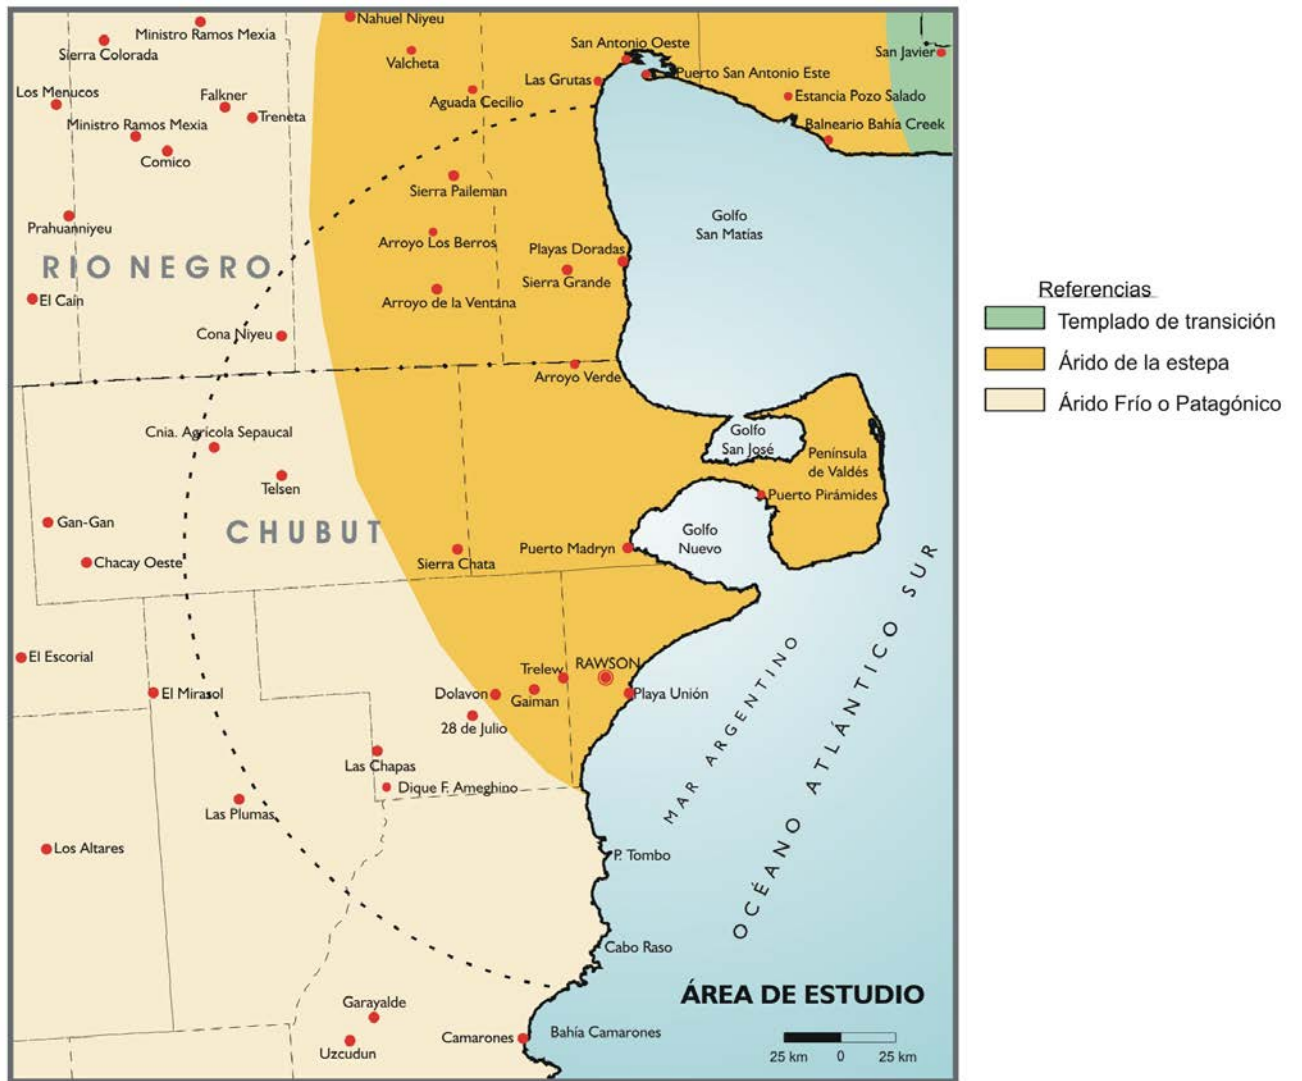 Nahuel Niyeu
Ministro Ramos Mexia
Sierra Colorada
San Antonio Oeste
Valcheta
San Javier
Puerto San Antonio Este
Las Grutas
Los Menucos
Falkner
Aguada Cecilio
Estancia Pozo Salado
Treneta
Ministro Ramos Mexia
Balneario Bahía Creek
Comico
Sierra Paileman
Prahuanniyeu
Golfo
San Matías
Arroyo Los Berros
Playas Doradas
RIO NEGRO
Sierra Grande
El Cain
Arroyo de la Ventana
Cona Niyeu
Arroyo Verde
Cnia. Agricola Sepaucal
Golfo
San José
Península
de Valdés
Telsen
Puerto Pirámides
Gan-Gan
CHUBUT
Golfo
Nuevo
Puerto Madryn
Chacay Oeste
Sierra Chata
El Escorial
Trelew
RAWSON
El Mirasol
Dolavon
Gaiman
Playa Unión
28 de Julio
Las Chapas
Dique F. Ameghino
Las Plumas
Los Altares
P. Tombo
MAR ARGENTINO
OCÉANO ATLÁNTICO SUR
Cabo Raso
Garayalde
Camarones
Bahía Camarones
Uzcudun
ÁREA DE ESTUDIO
25 km 0 25 km
Referencias
Templado de transición
Árido de la estepa
Árido Frío o Patagónico